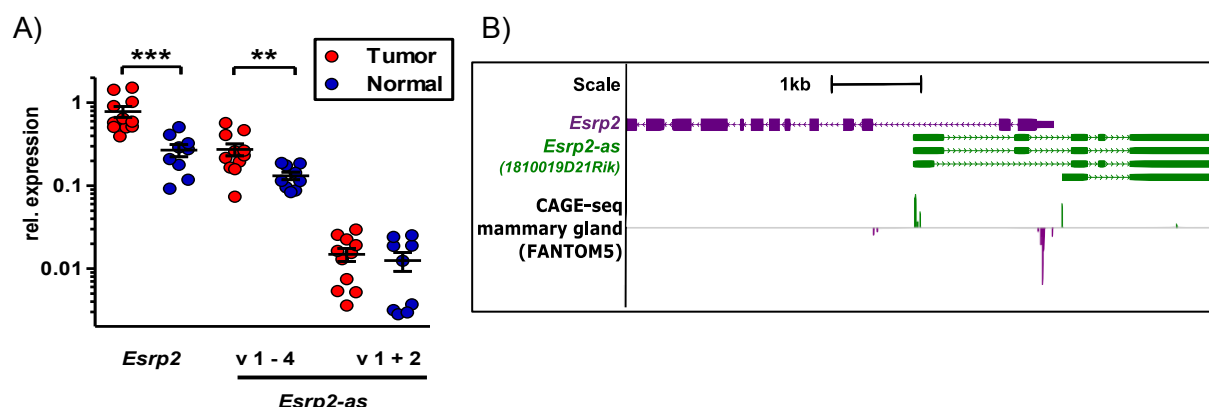 A)
B)
***
**
Tumor
Normal
rel. expression
1
0.1
0.01
Esrp2
v 1 - 4
v 1 + 2
Esrp2-as
Scale
1kb
Esrp2
Esrp2-as
(1810019D21Rik)
CAGE-seq
mammary gland
(FANTOM5)